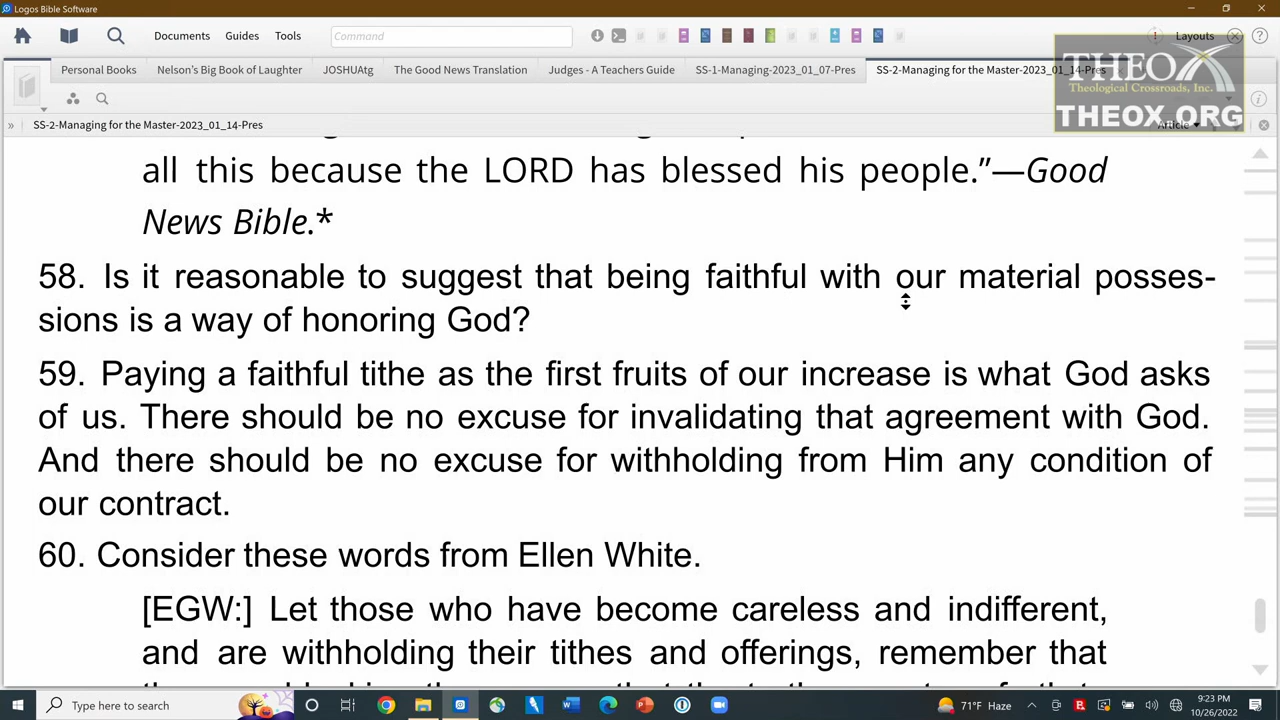 Logos Bible Software
Documents Guides Tools Command Layouts
THEOX
Theological Crossroads, Inc.
THEOX.ORG
Personal Books Nelson's Big Book of Laughter JOSHU News Translation Judges - A Teachers Guide SS-1-Managing-2023_01_07-Pres SS-2-Managing for the Master-2023_01_14-Pres
SS-2-Managing for the Master-2023_01_14-Pres Article
all this because the LORD has blessed his people.”—Good
News Bible.*
58. Is it reasonable to suggest that being faithful with our material posses-
sions is a way of honoring God?
59. Paying a faithful tithe as the first fruits of our increase is what God asks
of us. There should be no excuse for invalidating that agreement with God.
And there should be no excuse for withholding from Him any condition of
our contract.
60. Consider these words from Ellen White.
[EGW:] Let those who have become careless and indifferent,
and are withholding their tithes and offerings, remember that
Type here to search
71°F Haze
9:23 PM
10/26/2022